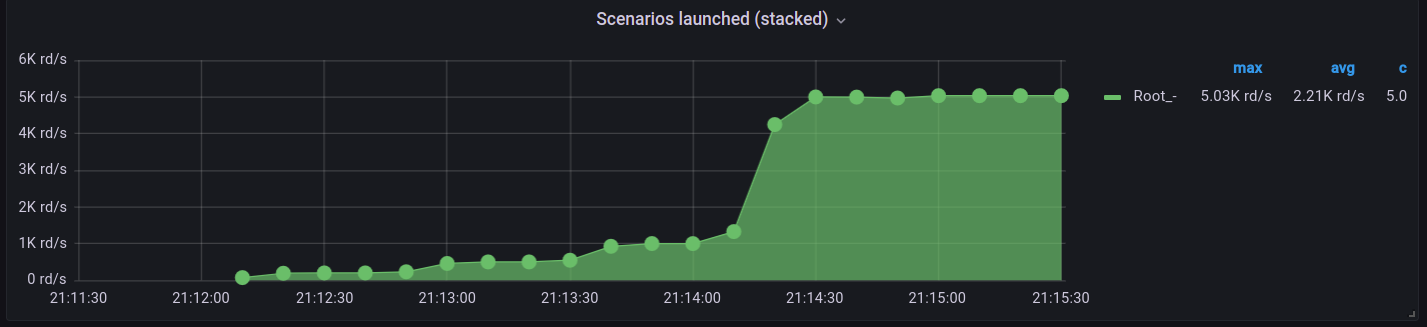 Scenarios launched (stacked)
6K rd/s
5K rd/s
4K rd/s
3K rd/s
2K rd/s
1K rd/s
0 rd/s
21:11:30 21:12:00 21:12:30 21:13:00 21:13:30 21:14:00 21:14:30 21:15:00 21:15:30
max avg c
Root_- 5.03K rd/s 2.21K rd/s 5.0